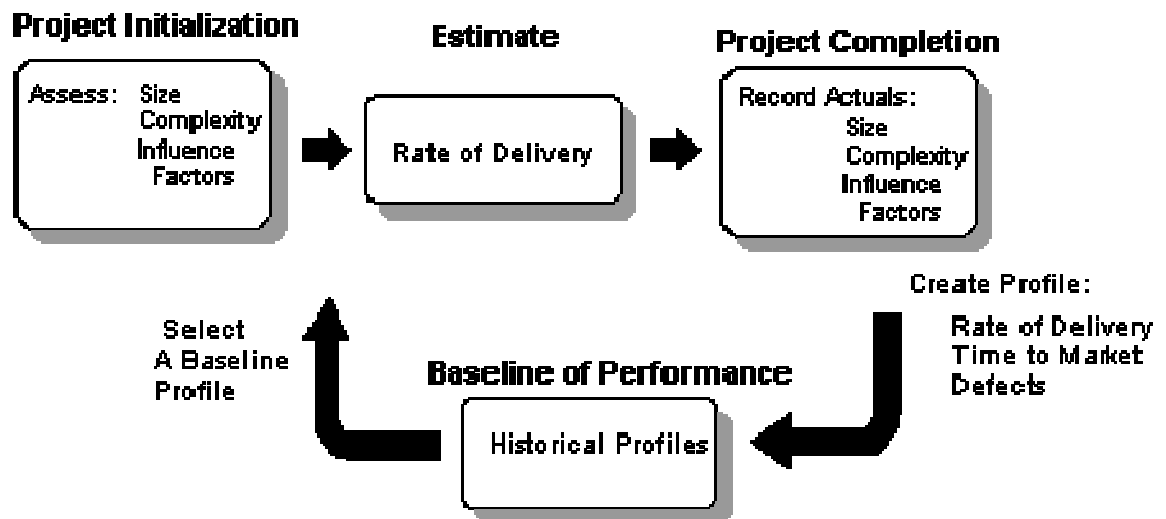 Project Initialization
Assess: Size
Complexity
Influence
Factors
Estimate
Rate of Delivery
Project Completion
Record Actuals:
Size
Complexity
Influence
Factors
Create Profile:
Rate of Delivery
Time to Market
Defects
Baseline of Performance
Historical Profiles
Select
A Baseline
Profile